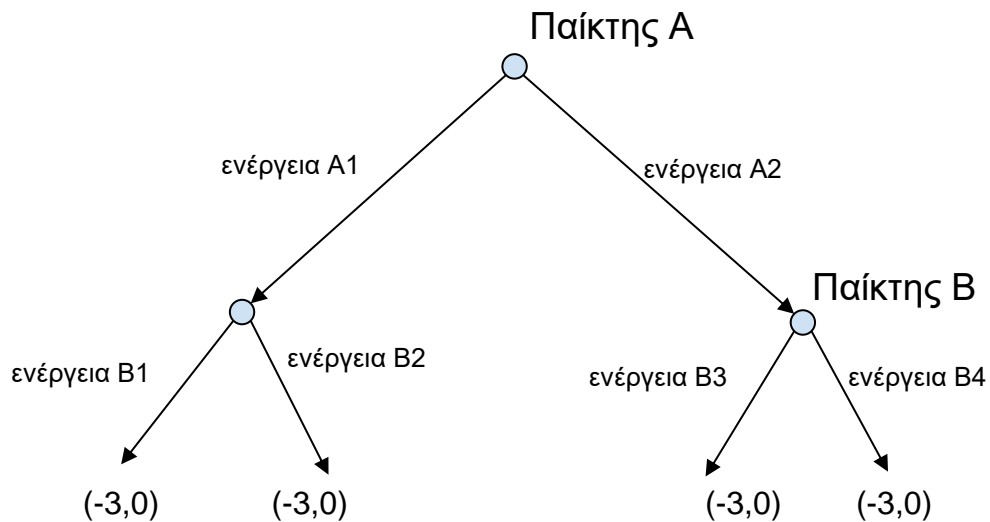 Παίκτης Α
ενέργεια Α1
ενέργεια Α2
Παίκτης Β
ενέργεια Β1
ενέργεια Β2
ενέργεια Β3
ενέργεια Β4
(-3,0)
(-3,0)
(-3,0)
(-3,0)